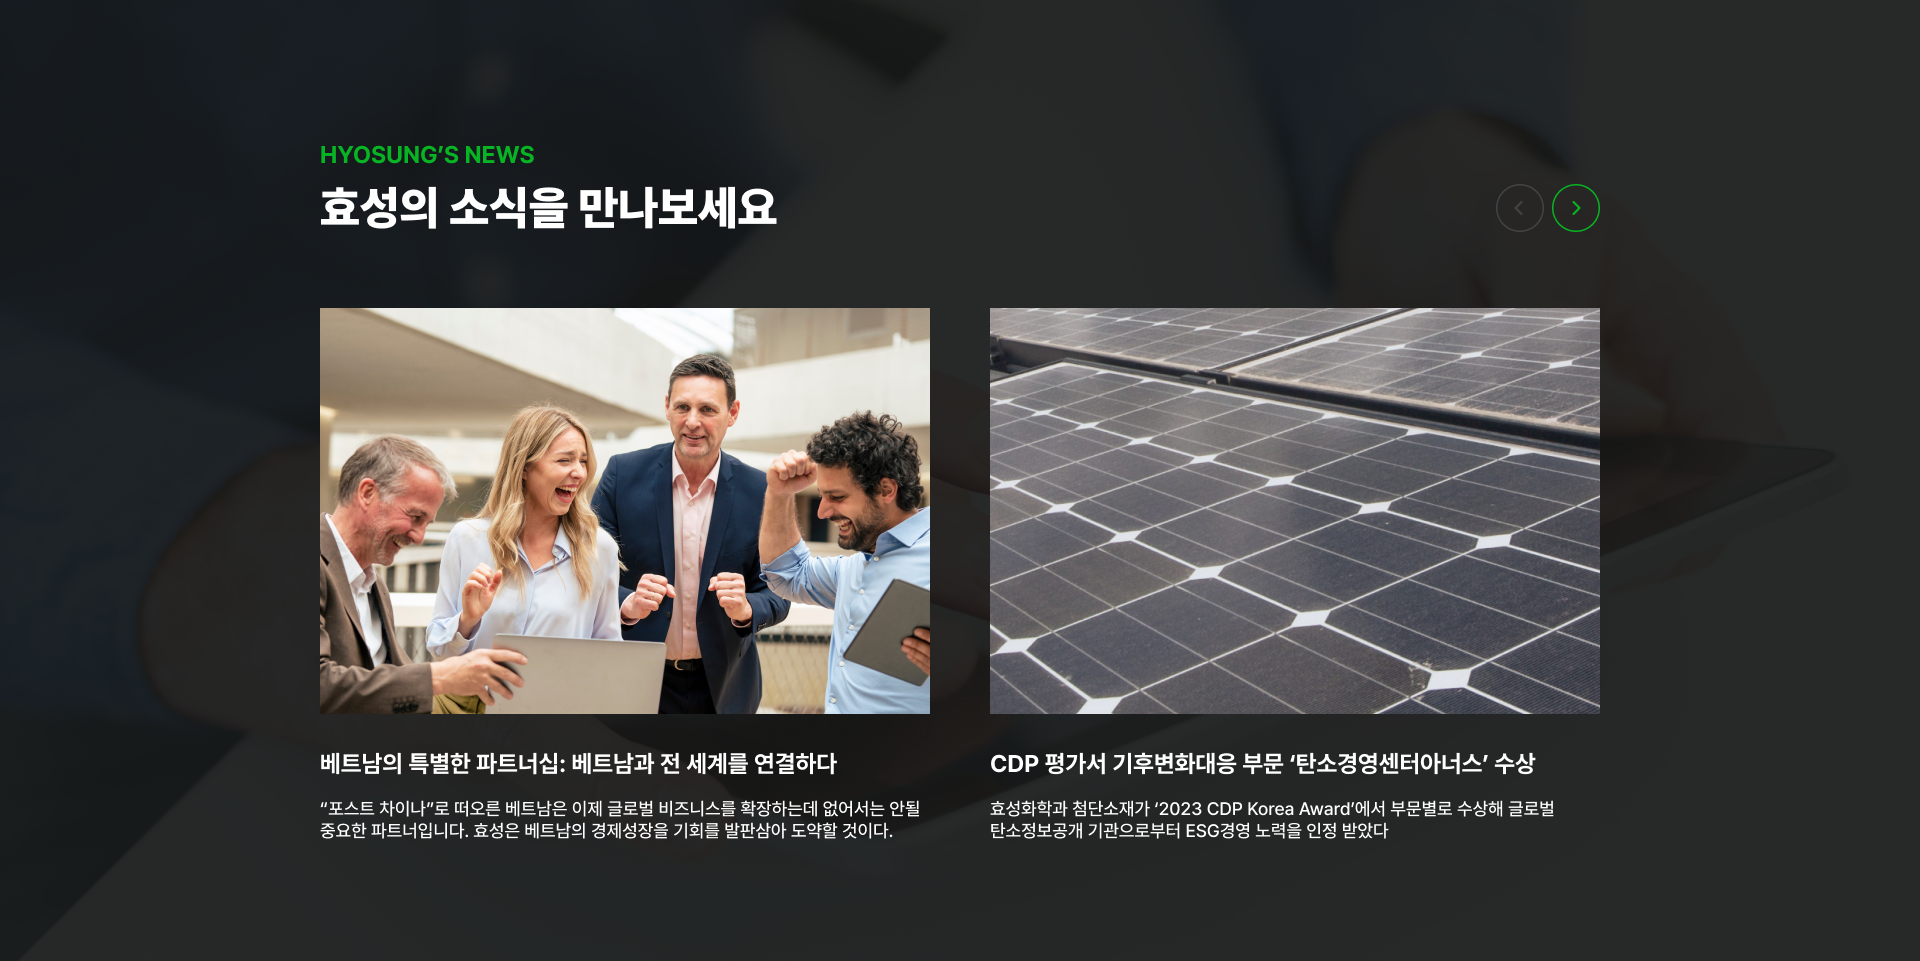 HYOSUNG’S NEWS
효성의 소식을 만나보세요
베트남의 특별한 파트너십: 베트남과 전 세계를 연결하다
“포스트 차이나”로 떠오른 베트남은 이제 글로벌 비즈니스를 확장하는데 없어서는 안될
중요한 파트너입니다. 효성은 베트남의 경제성장을 기회를 발판삼아 도약할 것이다.
CDP 평가서 기후변화대응 부문 ‘탄소경영센터아너스’ 수상
효성화학과 첨단소재가 ‘2023 CDP Korea Award’에서 부문별로 수상해 글로벌
탄소정보공개 기관으로부터 ESG경영 노력을 인정 받았다